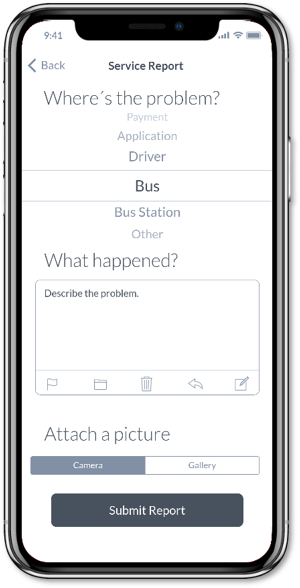 9:41
Back
Service Report
Where´s the problem?
Payment
Application
Driver
Bus
Bus Station
Other
What happened?
Describe the problem.
Attach a picture
Camera
Gallery
Submit Report